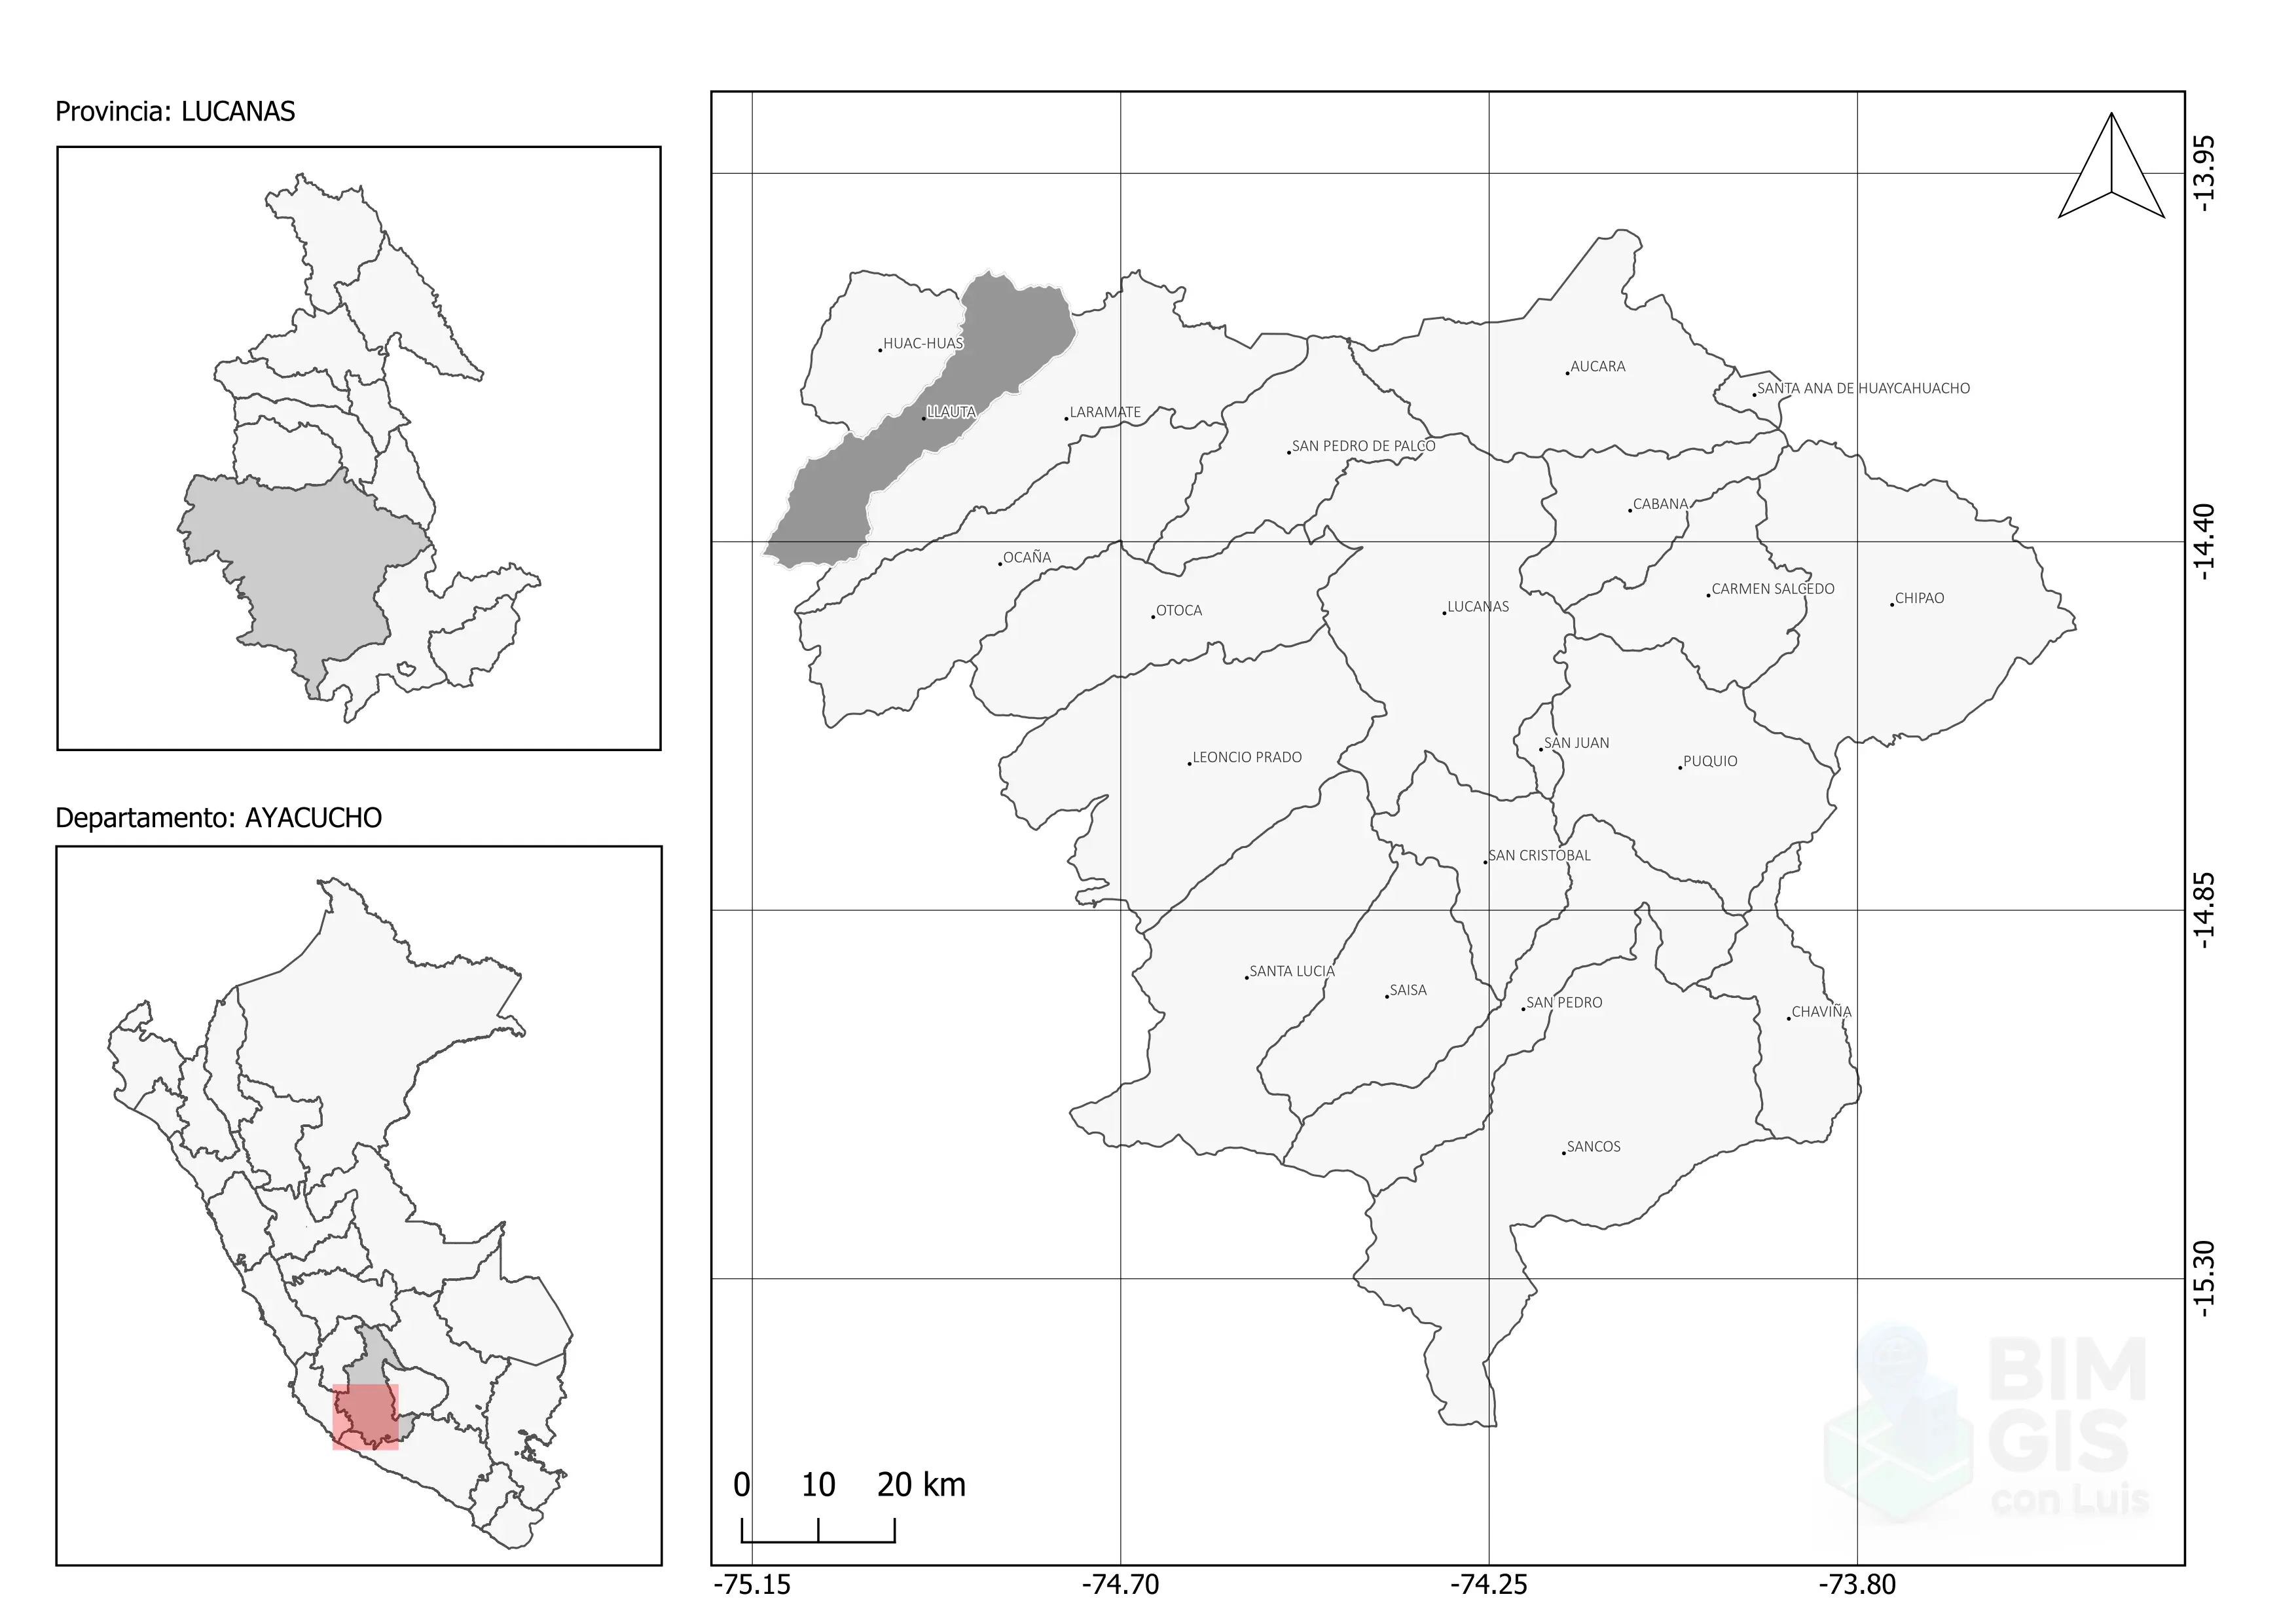 Provincia: LUCANAS
Departamento: AYACUCHO
HUAC-HUAS
AUCARA
SANTA ANA DE HUAYCAHUACHO
LLAUTA
LARAMATE
SAN PEDRO DE PALCO
CABANA
OCAÑA
CARMEN SALCEDO
CHIPAO
OTOCA
LUCANAS
SAN JUAN
LEONCIO PRADO
PUQUIO
SAN CRISTOBAL
SANTA LUCIA
SAISA
SAN PEDRO
CHAVIÑA
SANCOS
-13.95
-14.40
-14.85
-15.30
BIM
GIS
con Luis
0 10 20 km
-75.15 -74.70 -74.25 -73.80